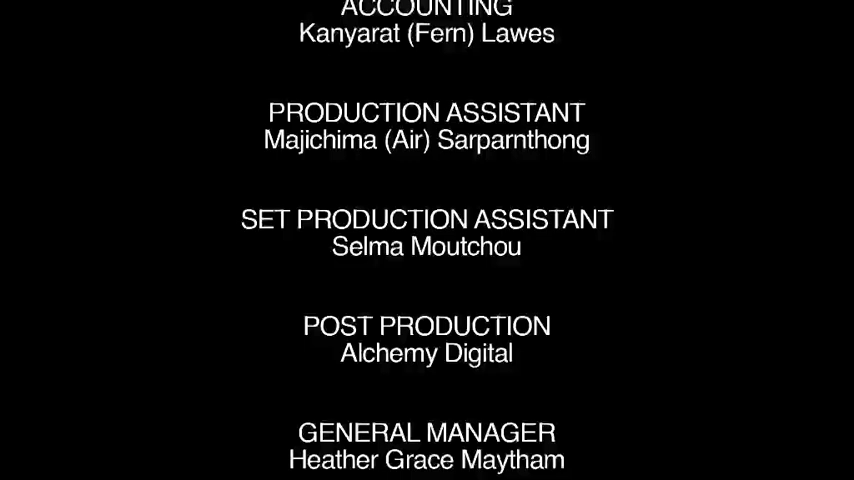 ACCOUNTING
Kanyarat (Fern) Lawes
PRODUCTION ASSISTANT
Majichima (Air) Sarparnthong
SET PRODUCTION ASSISTANT
Selma Moutchou
POST PRODUCTION
Alchemy Digital
GENERAL MANAGER
Heather Grace Maytham